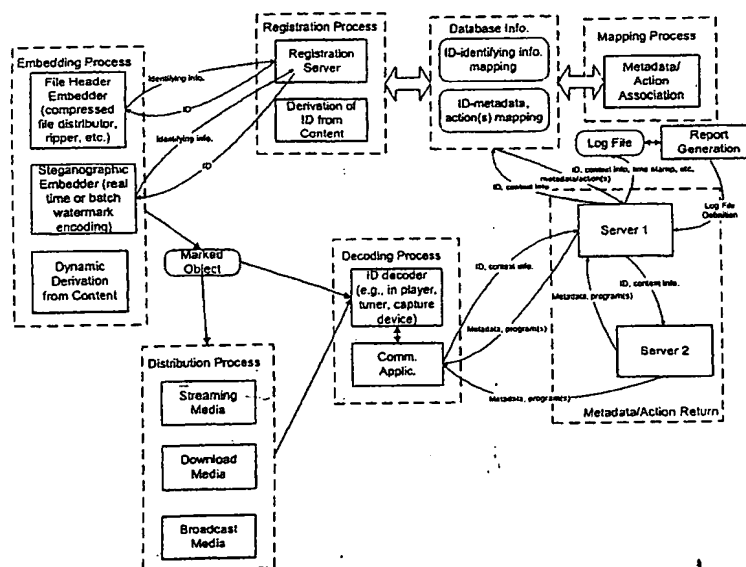 Embedding Process
File Header
Embedder
(compressed
file distributor,
ripper, etc.)
Steganographic
Embedder (real
time or batch
watermark
encoding)
Dynamic
Derivation
from Content
Identifying info.
ID
Identifying info.
ID
Registration Process
Registration
Server
Derivation of
ID from
Content
Database Info.
ID-identifying info.
mapping
ID-metadata,
action(s) mapping
Mapping Process
Metadata/
Action
Association
Log File
Report
Generation
ID, context info, time stamp, etc.
metadata/action(s)
ID, context info
Log File
Definition
Marked
Object
Decoding Process
ID decoder
(e.g., in player,
tuner, capture
device)
Comm.
Applic.
ID, context info.
Metadata, program(s)
Server 1
ID, context info.
Metadata, program(s)
Server 2
Metadata, program(s)
Metadata/Action Return
Distribution Process
Streaming
Media
Download
Media
Broadcast
Media